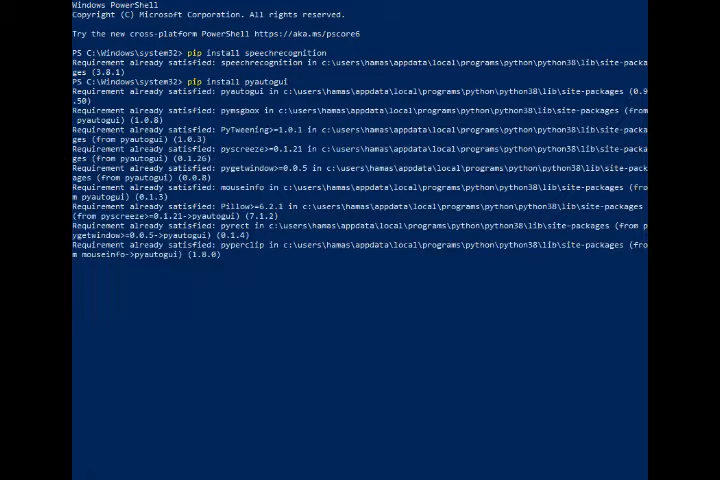 Windows PowerShell
Copyright (C) Microsoft Corporation. All rights reserved.
Try the new cross-platform PowerShell https://aka.ms/pscore6
PS C:\Windows\system32> pip install speechrecognition
Requirement already satisfied: speechrecognition in c:\users\hamas\appdata\local\programs\python\python38\lib\site-packa
ges (3.8.1)
PS C:\Windows\system32> pip install pyautogui
Requirement already satisfied: pyautogui in c:\users\hamas\appdata\local\programs\python\python38\lib\site-packages (0.9
.50)
Requirement already satisfied: pymsgbox in c:\users\hamas\appdata\local\programs\python\python38\lib\site-packages (from
pyautogui) (1.0.8)
Requirement already satisfied: PyTweening>=1.0.1 in c:\users\hamas\appdata\local\programs\python\python38\lib\site-packa
ges (from pyautogui) (1.0.3)
Requirement already satisfied: pyscreeze>=0.1.21 in c:\users\hamas\appdata\local\programs\python\python38\lib\site-packa
ges (from pyautogui) (0.1.26)
Requirement already satisfied: pygetwindow>=0.0.5 in c:\users\hamas\appdata\local\programs\python\python38\lib\site-pack
ages (from pyautogui) (0.0.8)
Requirement already satisfied: mouseinfo in c:\users\hamas\appdata\local\programs\python\python38\lib\site-packages (fro
m pyautogui) (0.1.3)
Requirement already satisfied: Pillow>=6.2.1 in c:\users\hamas\appdata\local\programs\python\python38\lib\site-packages
(from pyscreeze>=0.1.21->pyautogui) (7.1.2)
Requirement already satisfied: pyrect in c:\users\hamas\appdata\local\programs\python\python38\lib\site-packages (from p
ygetwindow>=0.0.5->pyautogui) (0.1.4)
Requirement already satisfied: pyperclip in c:\users\hamas\appdata\local\programs\python\python38\lib\site-packages (fro
m mouseinfo->pyautogui) (1.8.0)